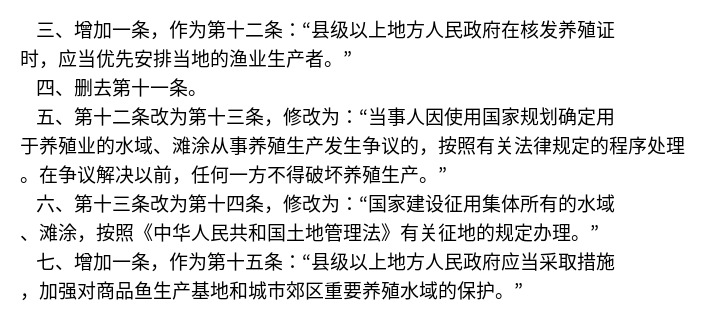 三、增加一条，作为第十二条：“县级以上地方人民政府在核发养殖证
时，应当优先安排当地的渔业生产者。”
四、删去第十一条。
五、第十二条改为第十三条，修改为：“当事人因使用国家规划确定用
于养殖业的水域、滩涂从事养殖生产发生争议的，按照有关法律规定的程序处理
。在争议解决以前，任何一方不得破坏养殖生产。”
六、第十三条改为第十四条，修改为：“国家建设征用集体所有的水域
、滩涂，按照《中华人民共和国土地管理法》有关征地的规定办理。”
七、增加一条，作为第十五条：“县级以上地方人民政府应当采取措施
，加强对商品鱼生产基地和城市郊区重要养殖水域的保护。”